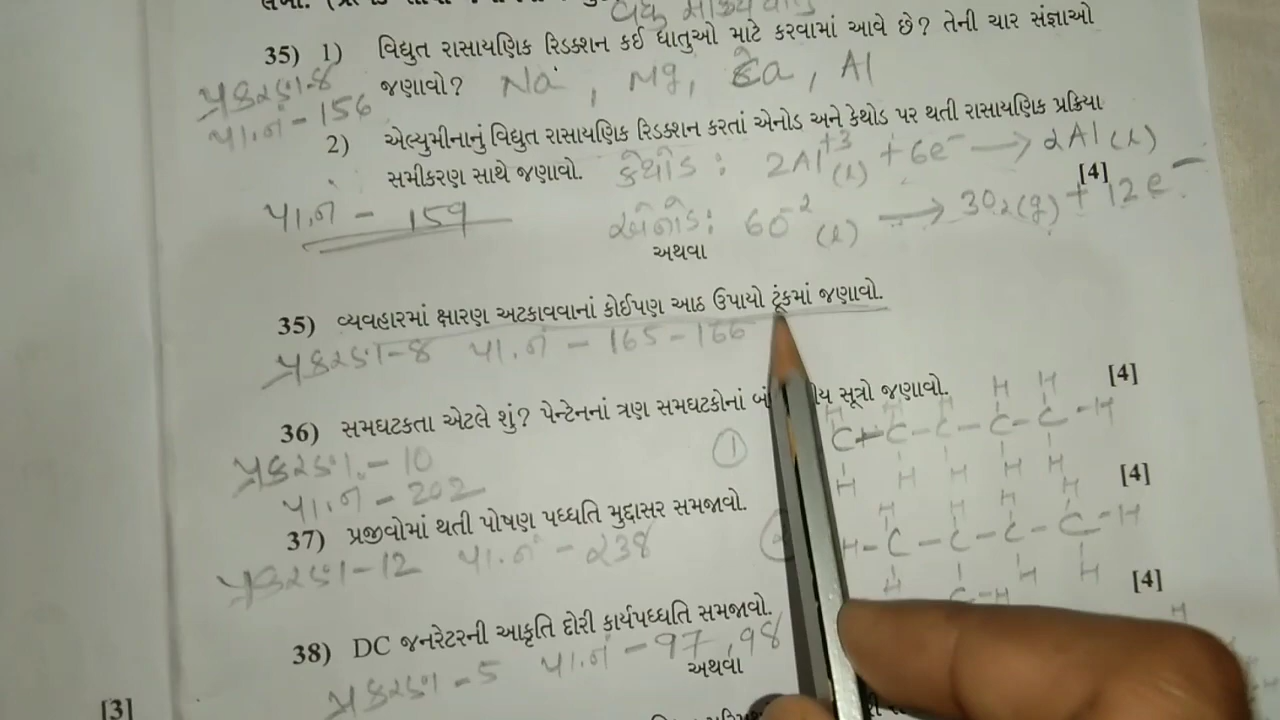 35) 1) વિદ્યુત રાસાયણિક રિડક્શન કઈ ધાતુઓ માટે કરવામાં આવે છે? તેની ચાર સંજ્ઞાઓ
પ્રકરણ-8 જણાવો? Na, Mg, Ca, Al
પા.નં - 156
2) એલ્યુમીનાનું વિદ્યુત રાસાયણિક રિડક્શન કરતાં એનોડ અને કેથોડ પર થતી રાસાયણિક પ્રક્રિયા
સમીકરણ સાથે જણાવો. કેથોડ: 2Al+3(l) + 6e- → 2Al(l)
[4]
પા.નં - 159 એનોડ: 6O-2(l) → 3O2(g) + 12e-
અથવા
35) વ્યવહારમાં ક્ષારણ અટકાવવાનાં કોઈપણ આઠ ઉપાયો ટૂંકમાં જણાવો.
પ્રકરણ-8 પા.નં - 165-166
[4]
36) સમઘટકતા એટલે શું? પેન્ટેનનાં ત્રણ સમઘટકોનાં સૂત્રો જણાવો.
પ્રકરણ - 10 ①
પા.નં - 202
[4]
37) પ્રજીવોમાં થતી પોષણ પધ્ધતિ મુદ્દાસર સમજાવો.
પ્રકરણ-12 પા.નં - 238
[4]
38) DC જનરેટરની આકૃતિ દોરી કાર્યપધ્ધતિ સમજાવો.
પ્રકરણ - 5 પા.નં - 97, 98
અથવા
[3]